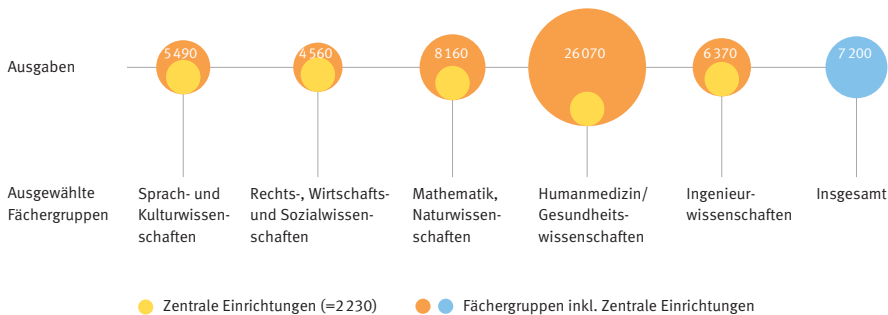 5 490
4 560
8 160
26 070
6 370
7 200
Ausgaben
Ausgewählte
Fächergruppen
Sprach- und
Kulturwissen-
schaften
Rechts-, Wirtschafts-
und Sozialwissen-
schaften
Mathematik,
Naturwissen-
schaften
Humanmedizin/
Gesundheits-
wissenschaften
Ingenieur-
wissenschaften
Insgesamt
Zentrale Einrichtungen (=2 230)
Fächergruppen inkl. Zentrale Einrichtungen